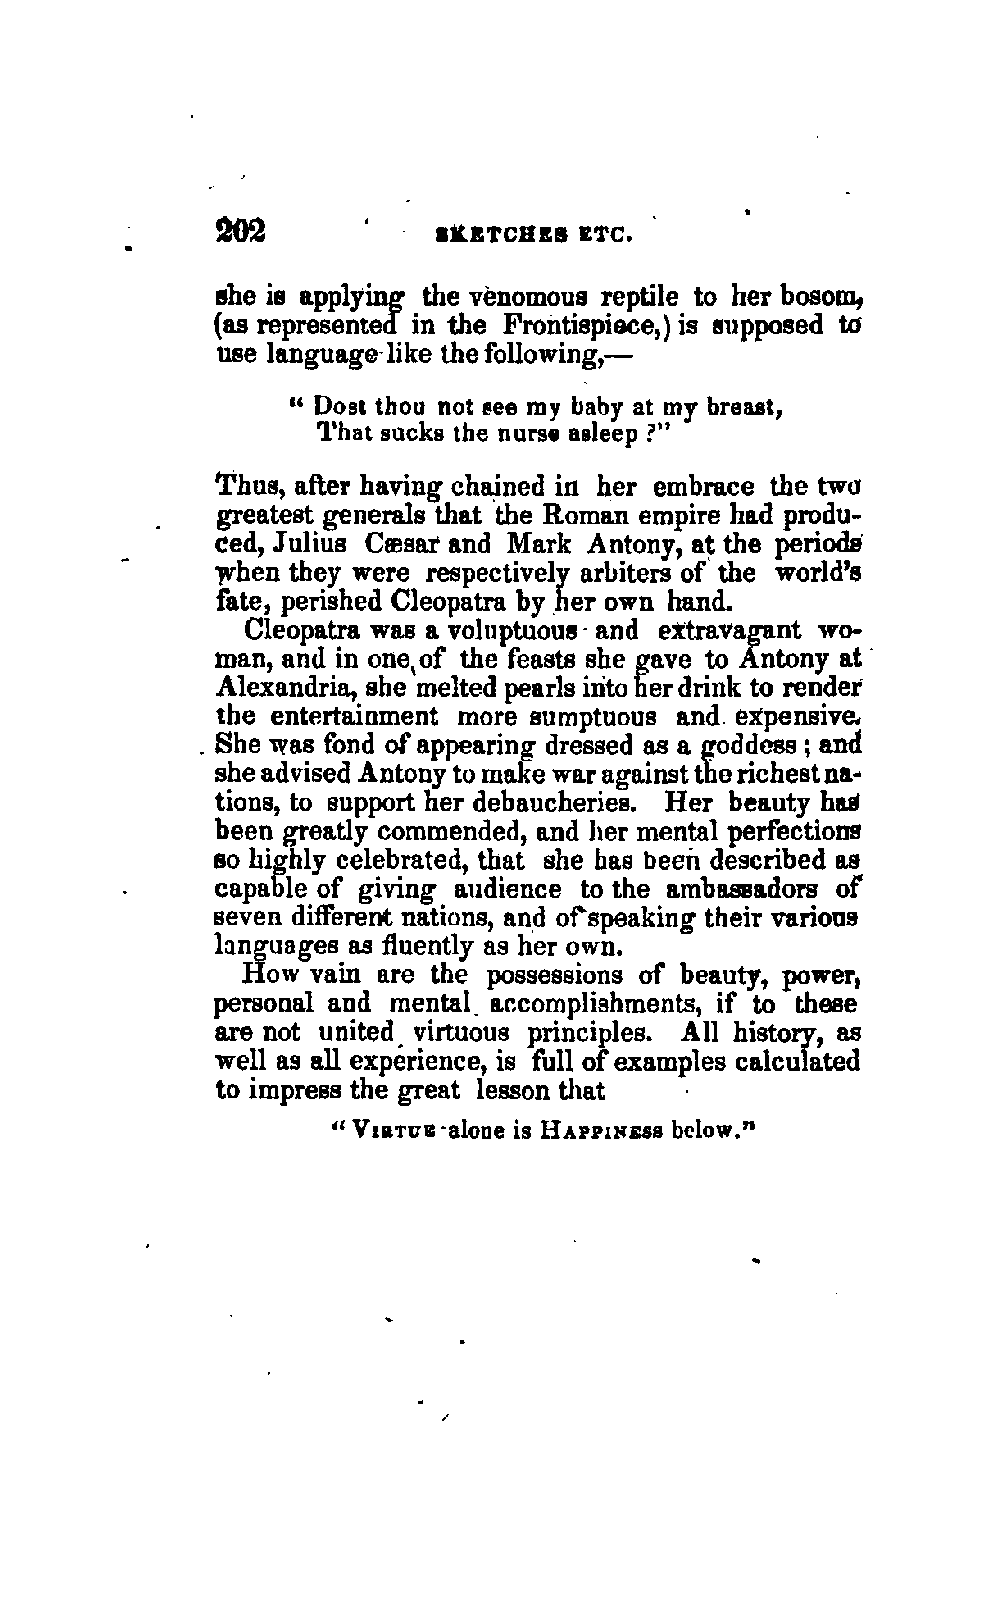 202 SKETCHES ETC.
she is applying the venomous reptile to her bosom,
(as represented in the Frontispiece,) is supposed to
use language like the following,—
“ Dost thou not see my baby at my breast,
That sucks the nurse asleep ?”
Thus, after having chained in her embrace the two
greatest generals that the Roman empire had produ-
ced, Julius Cæsar and Mark Antony, at the periods
when they were respectively arbiters of the world’s
fate, perished Cleopatra by her own hand.
Cleopatra was a voluptuous and extravagant wo-
man, and in one of the feasts she gave to Antony at
Alexandria, she melted pearls into her drink to render
the entertainment more sumptuous and expensive.
She was fond of appearing dressed as a goddess ; and
she advised Antony to make war against the richest na-
tions, to support her debaucheries. Her beauty had
been greatly commended, and her mental perfections
so highly celebrated, that she has been described as
capable of giving audience to the ambassadors of
seven different nations, and of speaking their various
languages as fluently as her own.
How vain are the possessions of beauty, power,
personal and mental accomplishments, if to these
are not united virtuous principles. All history, as
well as all experience, is full of examples calculated
to impress the great lesson that
“ VIRTUE alone is HAPPINESS below.”